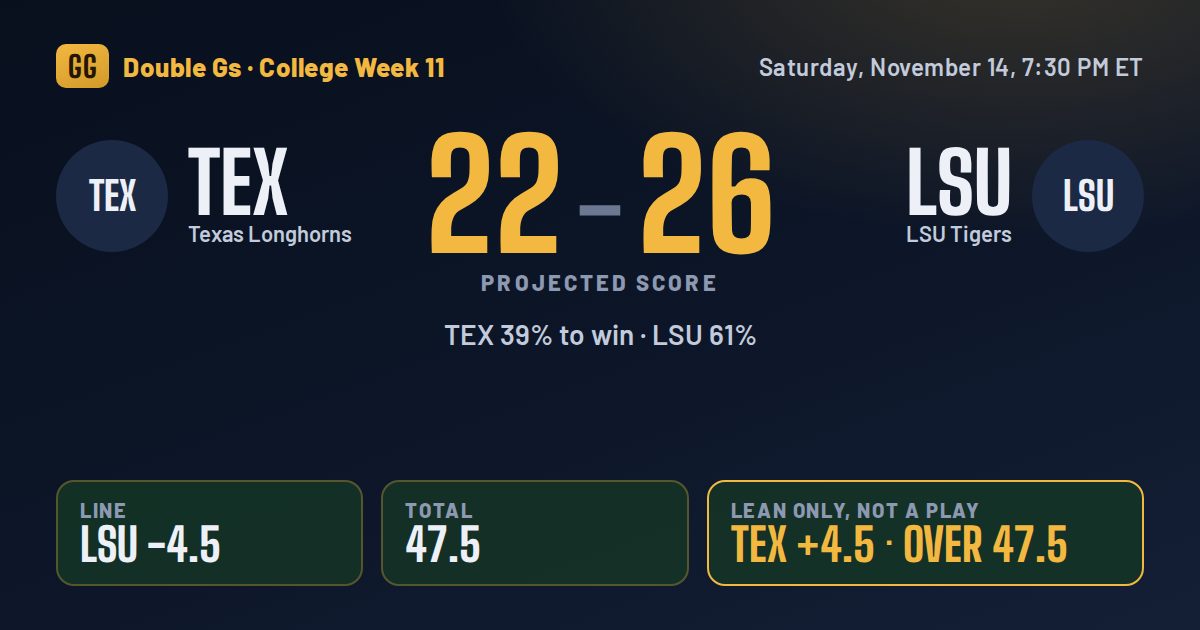 GG Double Gs · College Week 11
Saturday, November 14, 7:30 PM ET
TEX
TEX
Texas Longhorns
22 – 26
PROJECTED SCORE
TEX 39% to win · LSU 61%
LSU
LSU Tigers
LSU
LINE
LSU −4.5
TOTAL
47.5
LEAN ONLY, NOT A PLAY
TEX +4.5 · OVER 47.5